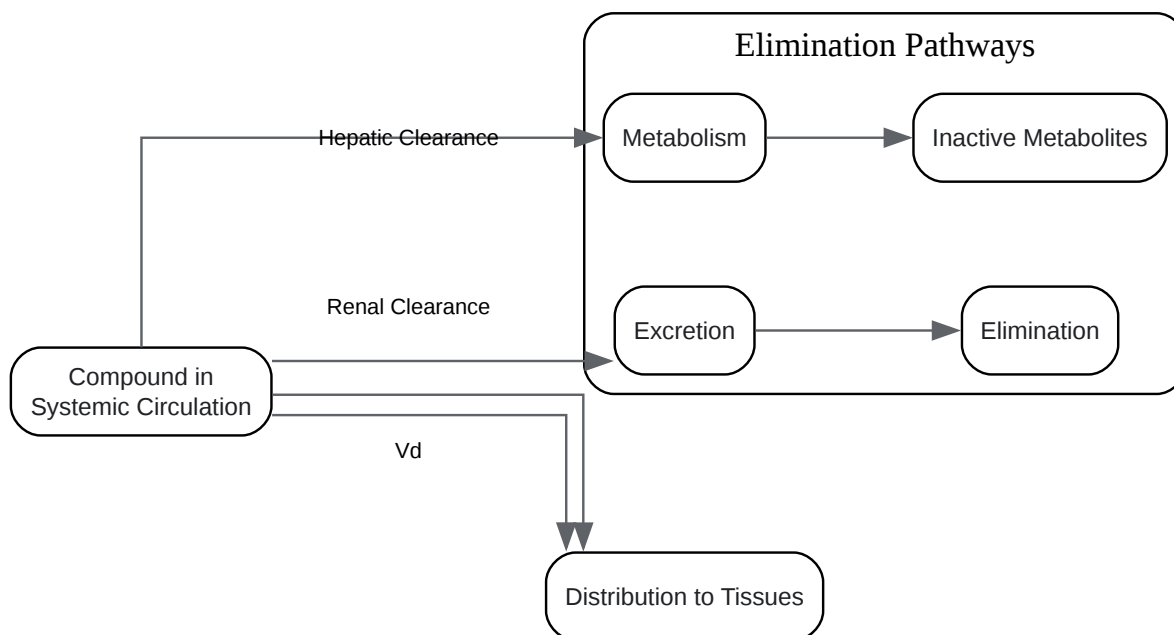 Elimination Pathways
Hepatic Clearance
Metabolism
Inactive Metabolites
Renal Clearance
Excretion
Elimination
Compound in
Systemic Circulation
Vd
Distribution to Tissues